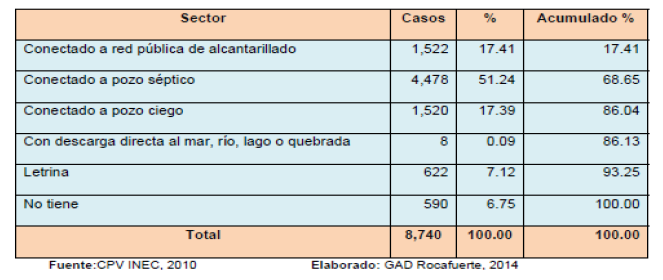 Sector Casos % Acumulado %
Conectado a red pública de alcantarillado 1,522 17.41 17.41
Conectado a pozo séptico 4,478 51.24 68.65
Conectado a pozo ciego 1,520 17.39 86.04
Con descarga directa al mar, río, lago o quebrada 8 0.09 86.13
Letrina 622 7.12 93.25
No tiene 590 6.75 100.00
Total 8,740 100.00 100.00
Fuente:CPV INEC, 2010 Elaborado: GAD Rocafuerte, 2014